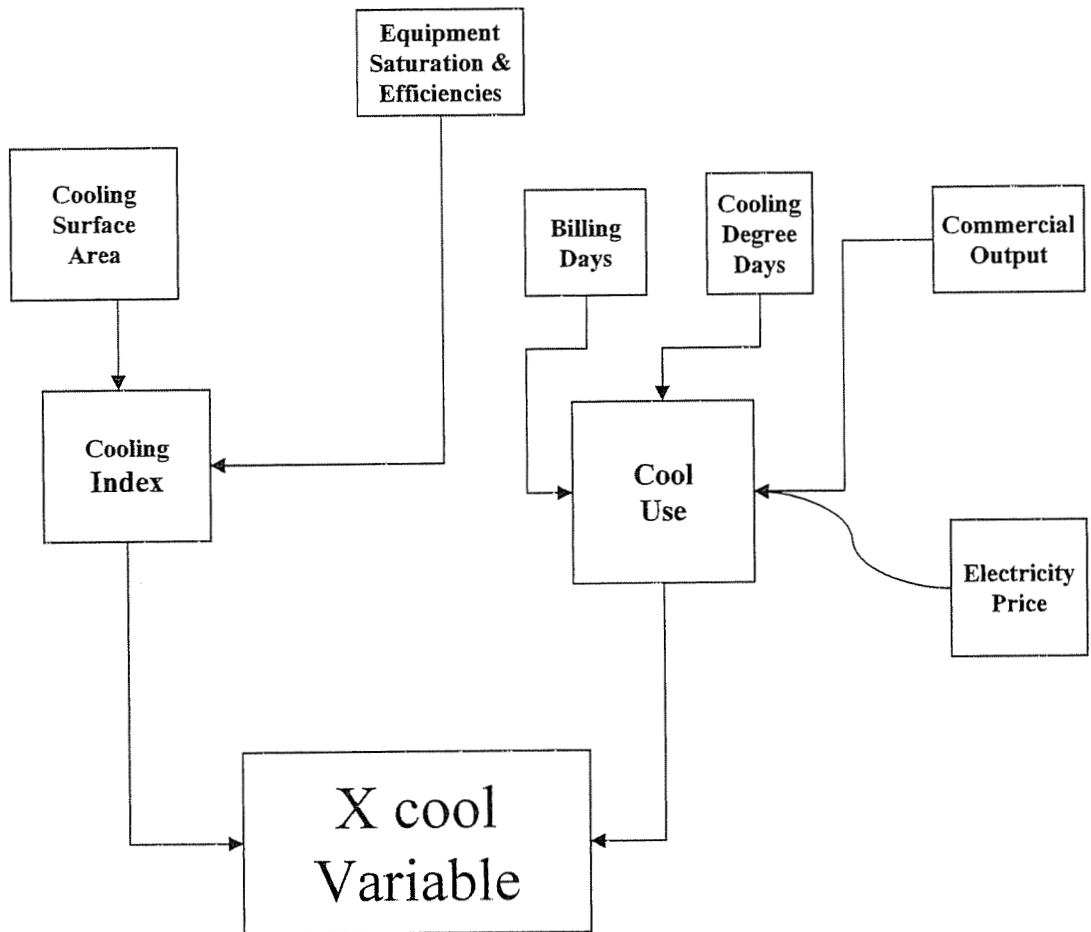 Equipment
Saturation &
Efficiencies
Cooling
Surface
Area
Billing
Days
Cooling
Degree
Days
Commercial
Output
Cooling
Index
Cool
Use
Electricity
Price
X cool
Variable